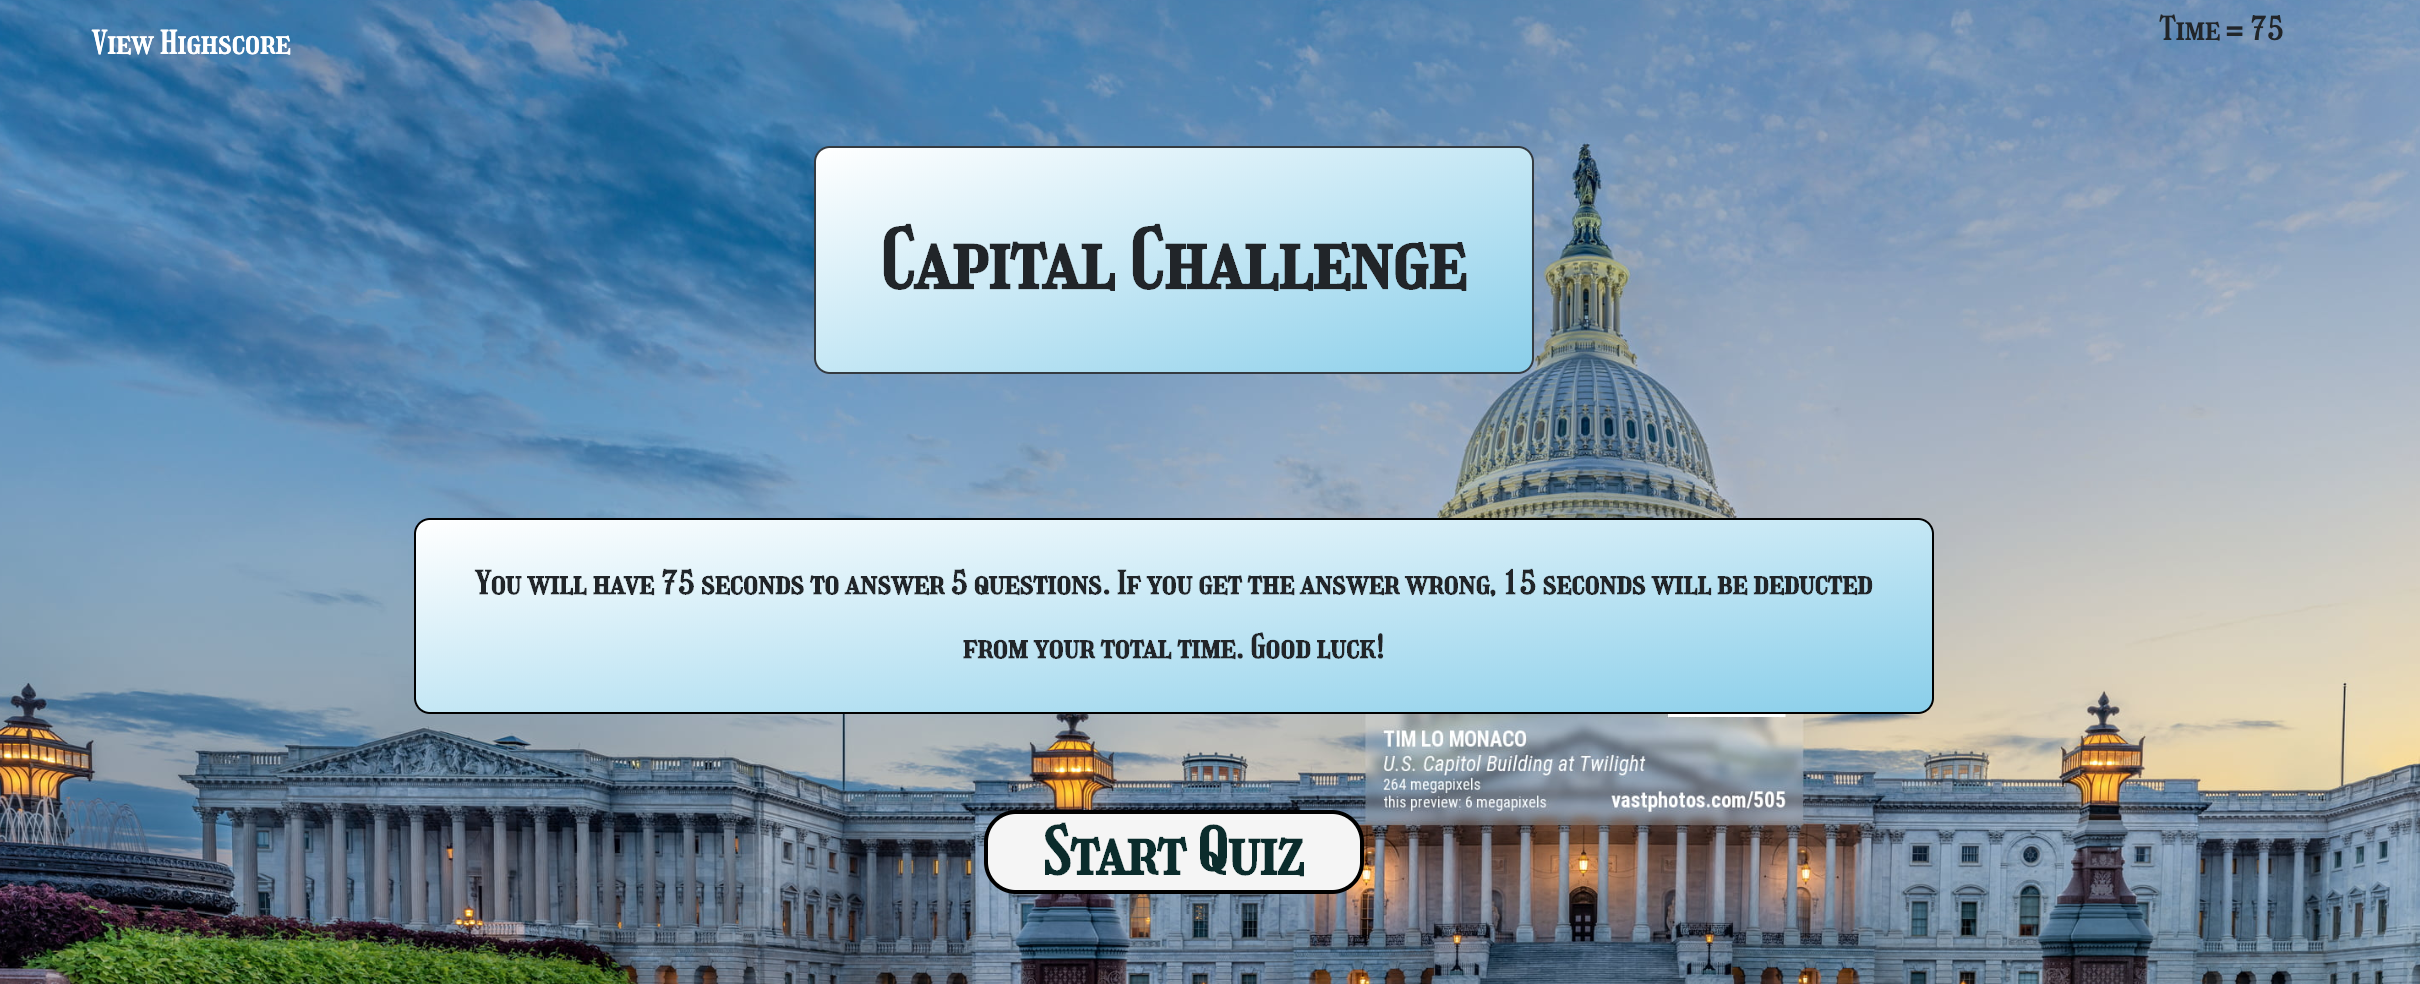 View Highscore
Time = 75
Capital Challenge
You will have 75 seconds to answer 5 questions. If you get the answer wrong, 15 seconds will be deducted
from your total time. Good luck!
TIM LO MONACO
U.S. Capitol Building at Twilight
264 megapixels
this preview: 6 megapixels
vastphotos.com/505
Start Quiz